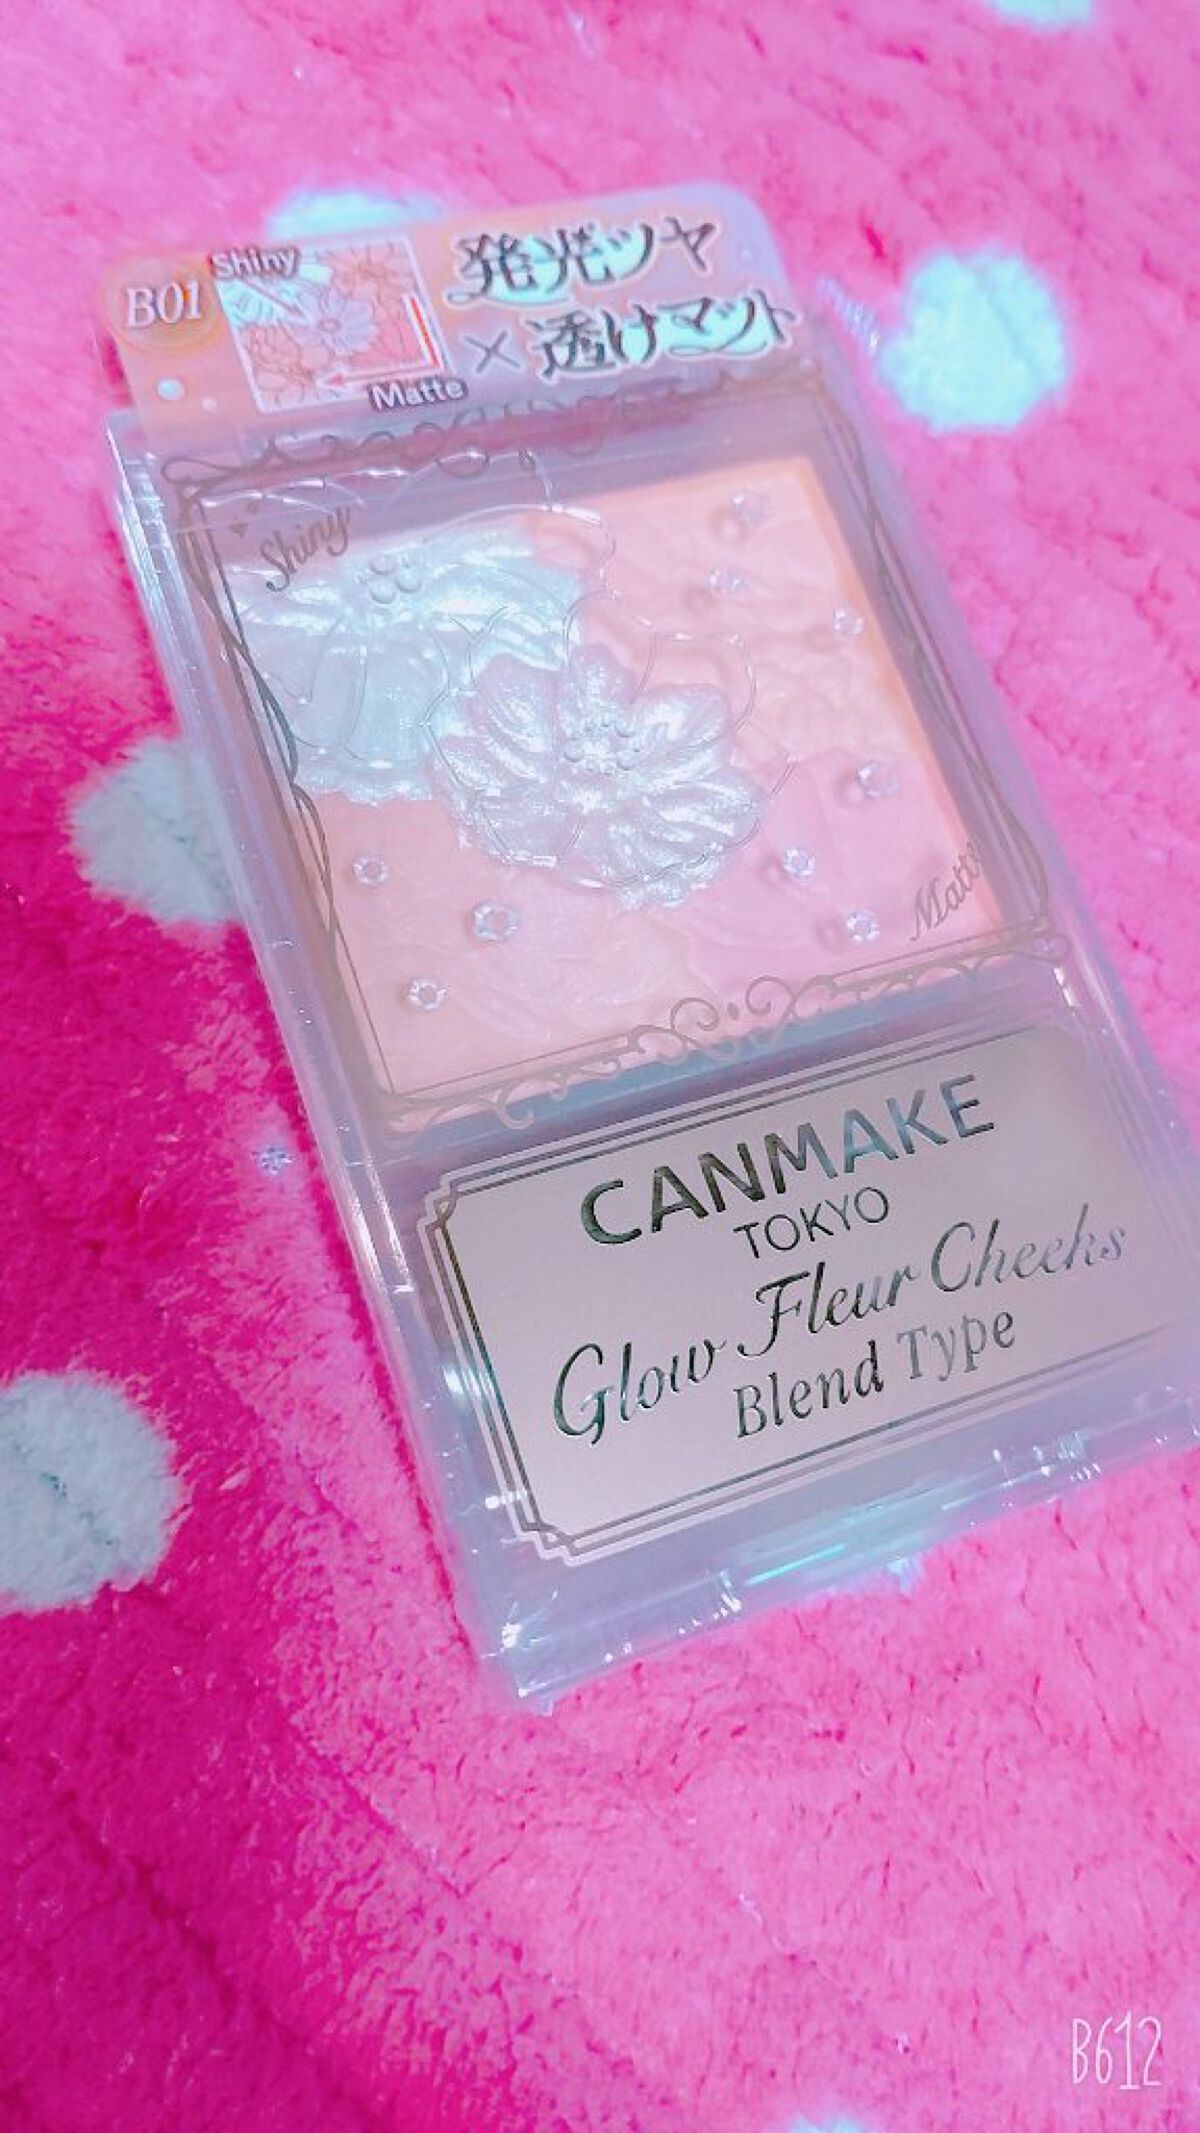 B01
Shiny
Matte
発光ツヤ
×透けマット
Shiny
Matte
CANMAKE
TOKYO
Glow Fleur Cheeks
Blend Type
B612